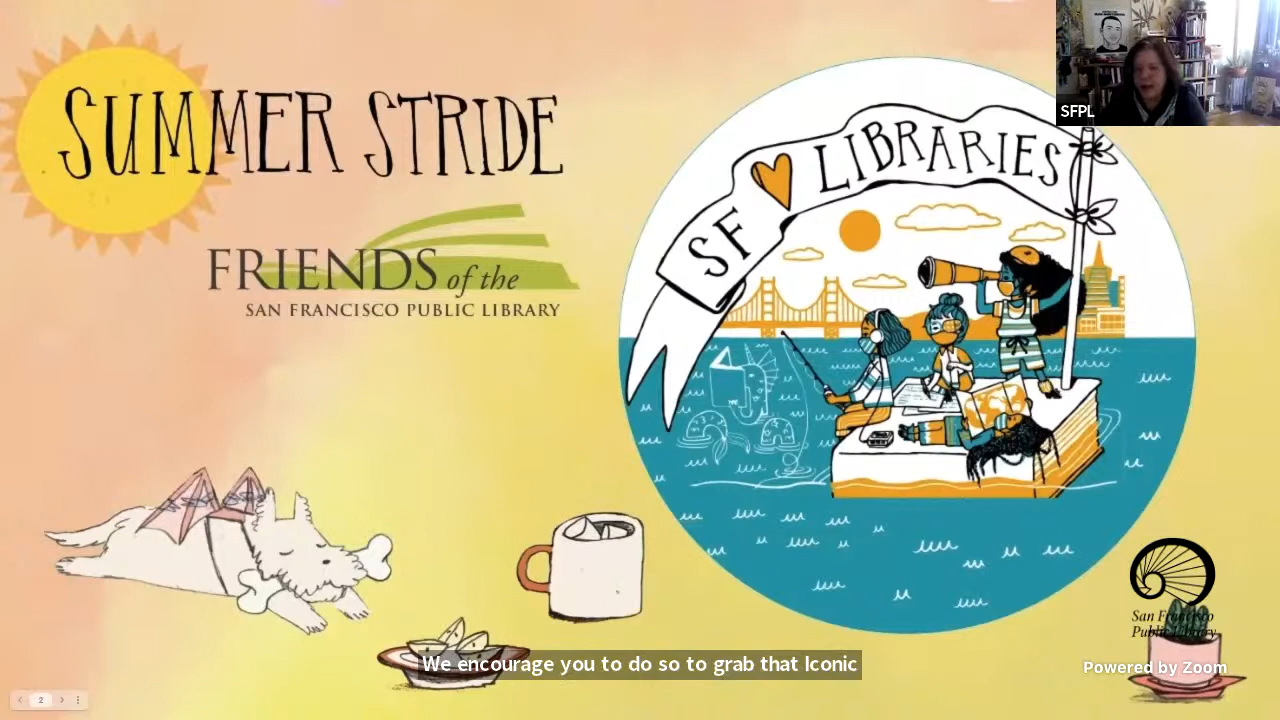 SUMMER STRIDE
FRIENDS of the
SAN FRANCISCO PUBLIC LIBRARY
SF LIBRARIES
SFPL
San Francisco
Public Library
We encourage you to do so to grab that Iconic
Powered by Zoom
2